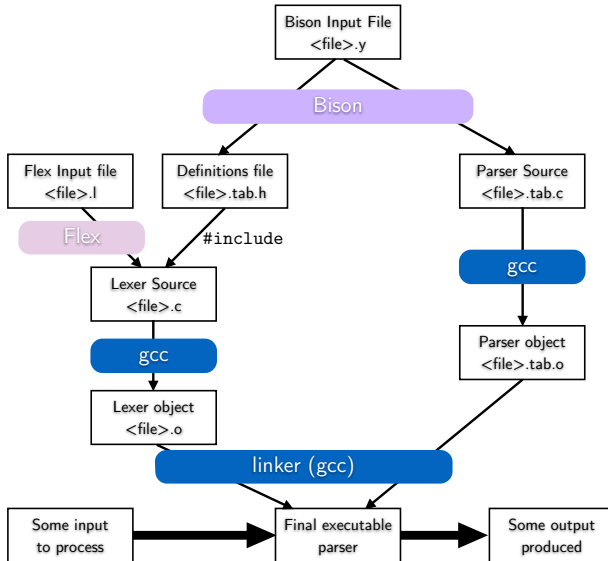 Bison Input File
<file>.y
Bison
Flex Input file
<file>.l
Definitions file
<file>.tab.h
Parser Source
<file>.tab.c
Flex
#include
gcc
Lexer Source
<file>.c
gcc
Parser object
<file>.tab.o
Lexer object
<file>.o
linker (gcc)
Some input
to process
Final executable
parser
Some output
produced